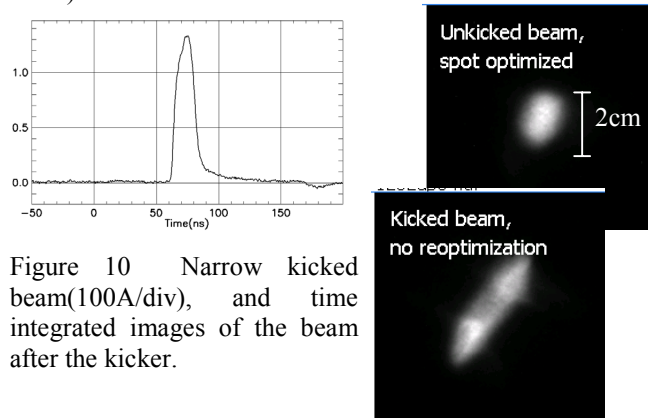 1.0
0.5
0.0
−50
0
50
100
150
Time(ns)
Unkicked beam,
spot optimized
2cm
Kicked beam,
no reoptimization
Figure 10 Narrow kicked
beam(100A/div), and time
integrated images of the beam
after the kicker.